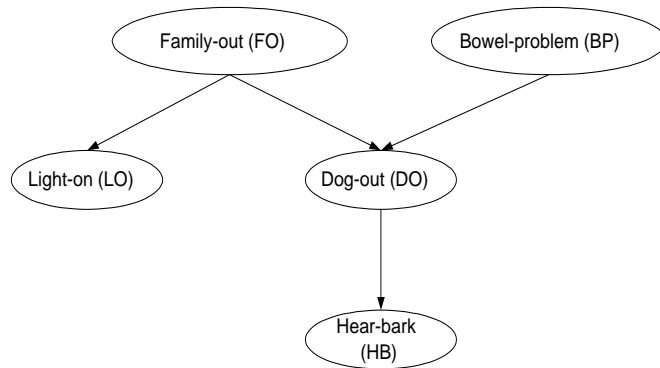 Family-out (FO)
Bowel-problem (BP)
Light-on (LO)
Dog-out (DO)
Hear-bark
(HB)